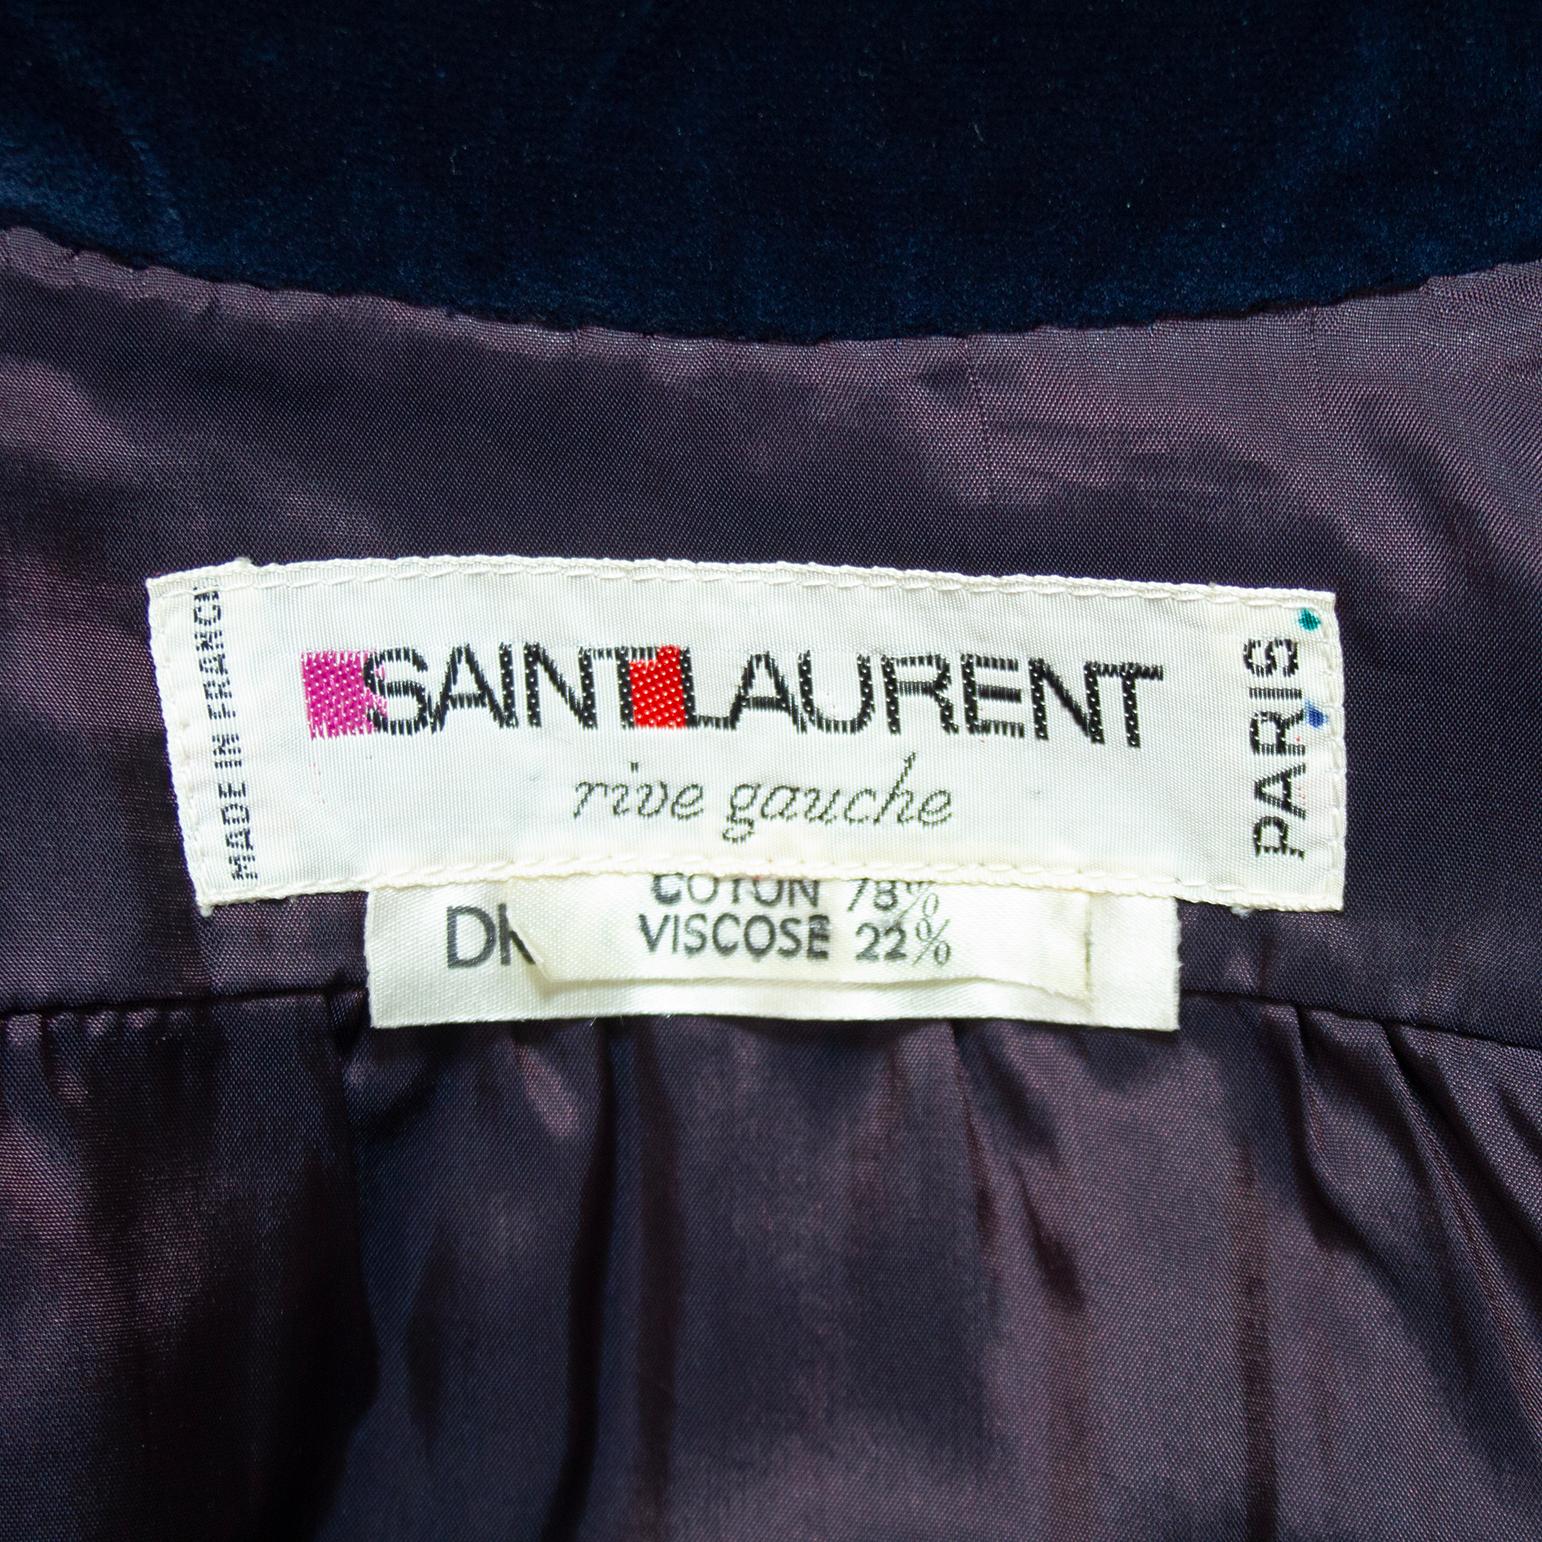 MADE IN FRANCE
SAINT LAURENT
rive gauche
PARIS
COTON 78%
VISCOSE 22%